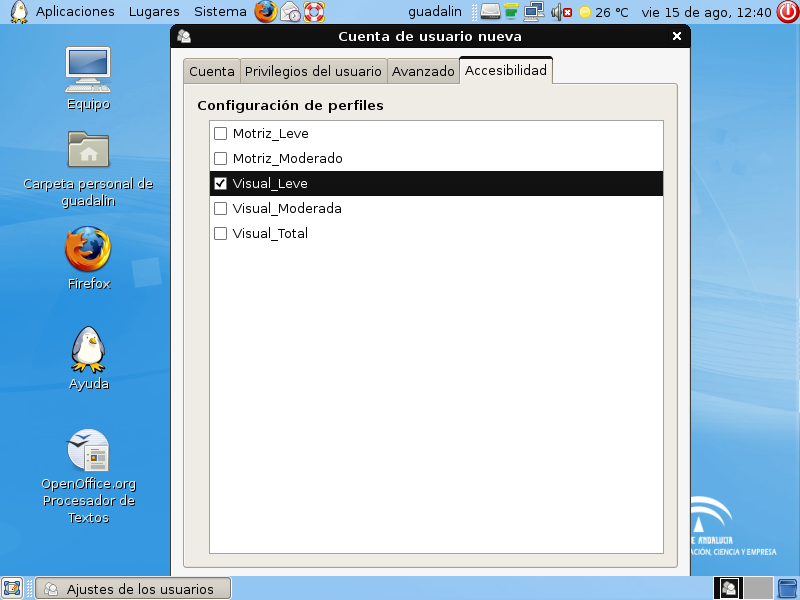 Aplicaciones Lugares Sistema guadalin 26 °C vie 15 de ago, 12:40
Cuenta de usuario nueva
Cuenta Privilegios del usuario Avanzado Accesibilidad
Configuración de perfiles
Motriz_Leve
Motriz_Moderado
Visual_Leve
Visual_Moderada
Visual_Total
Equipo
Carpeta personal de
guadalin
Firefox
Ayuda
OpenOffice.org
Procesador de
Textos
DE ANDALUCIA
ACIÓN, CIENCIA Y EMPRESA
Ajustes de los usuarios